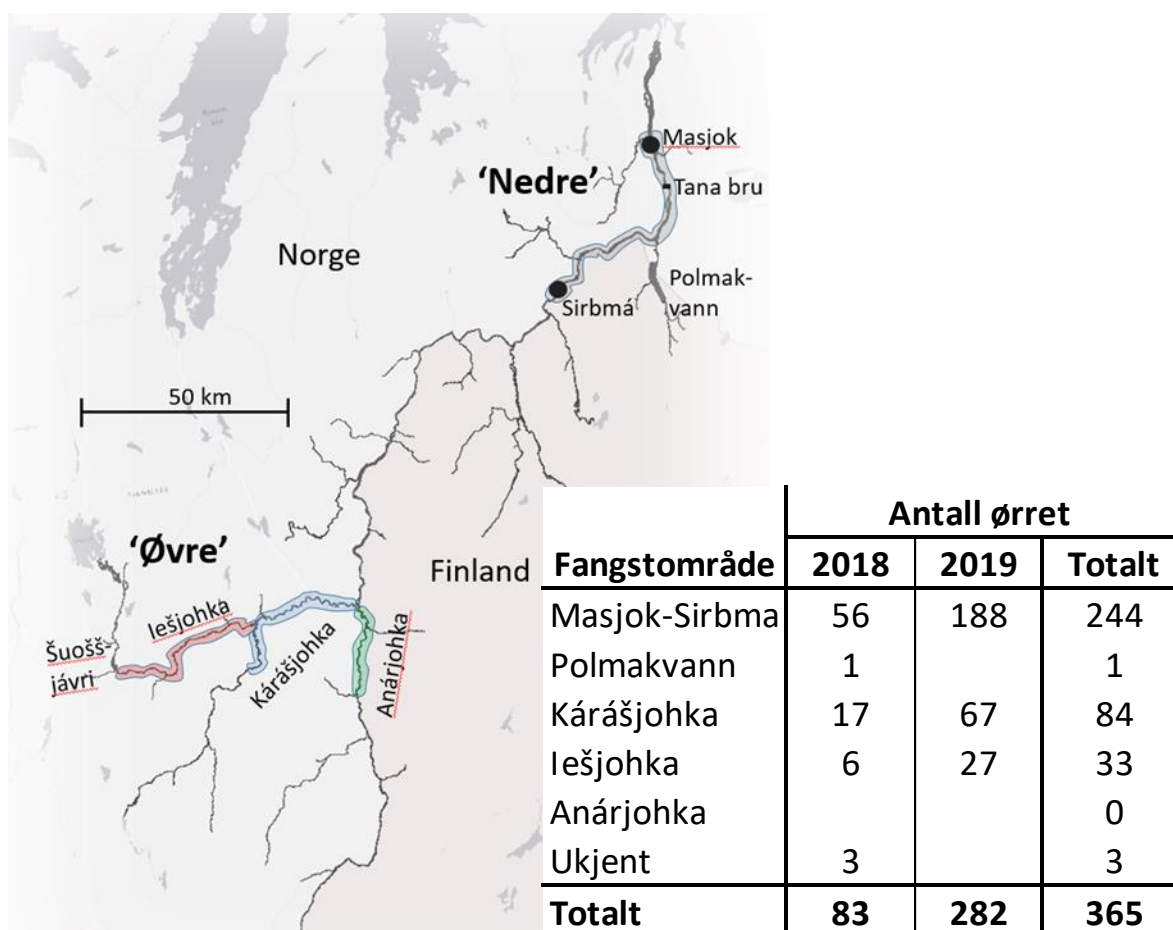 Masjok
'Nedre'
Tana bru
Norge
Polmak-
vann
Sirbmá
50 km
'Øvre'
Finland
Iešjohka
Šuošš-
jávri
Kárášjohka
Anárjohka
Antall ørret
Fangstområde 2018 2019 Totalt
Masjok-Sirbma 56 188 244
Polmakvann 1 1
Kárášjohka 17 67 84
Iešjohka 6 27 33
Anárjohka 0
Ukjent 3 3
Totalt 83 282 365